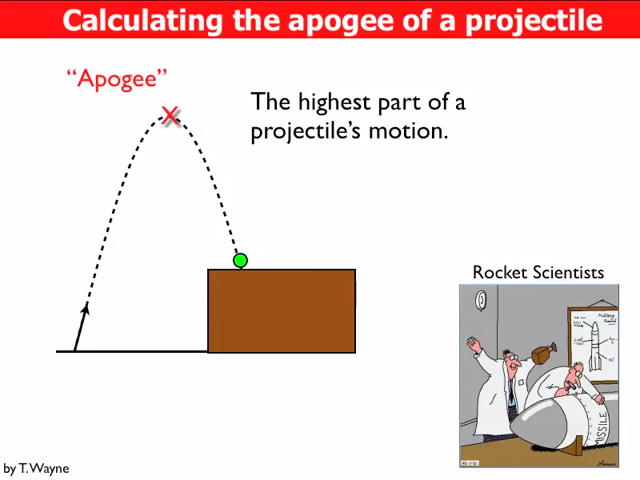 Calculating the apogee of a projectile
“Apogee”
X
The highest part of a
projectile’s motion.
Rocket Scientists
MISSILE
by T. Wayne